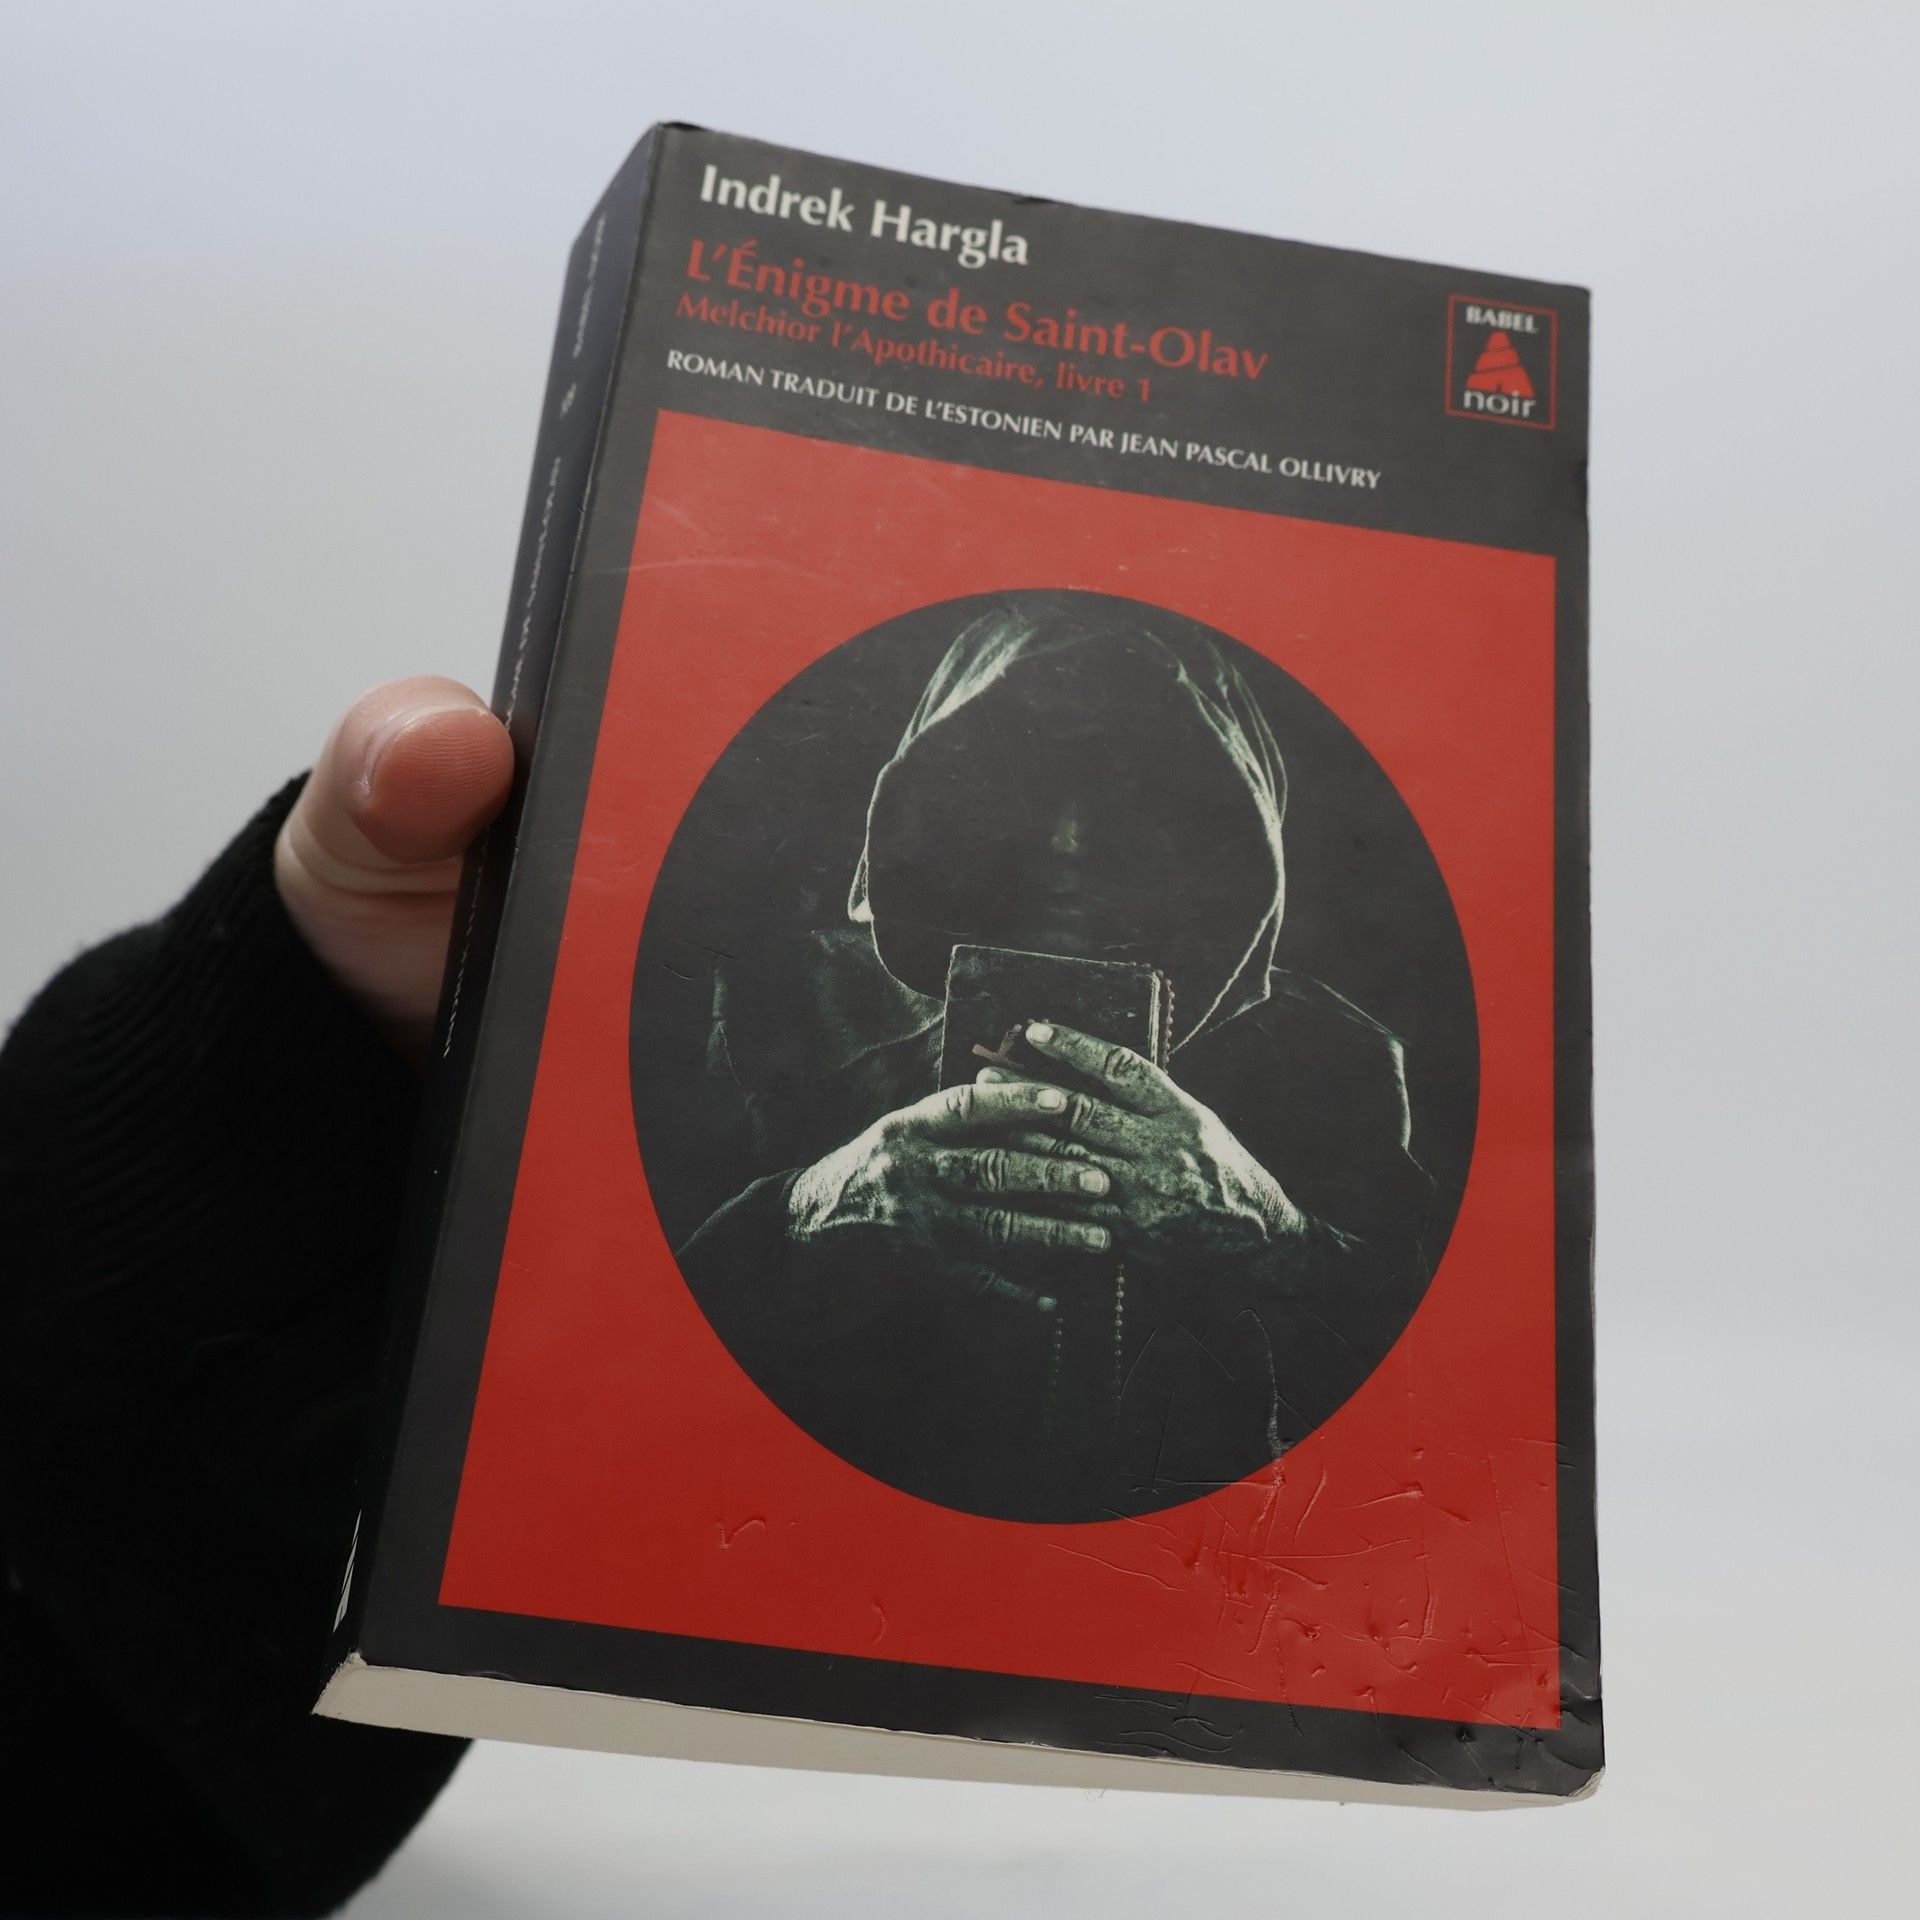 Indrek Hargla
L'Énigme de Saint-Olav
Melchior l'Apothicaire, livre 1
ROMAN TRADUIT DE L'ESTONIEN PAR JEAN PASCAL OLLIVRY
BABEL
noir